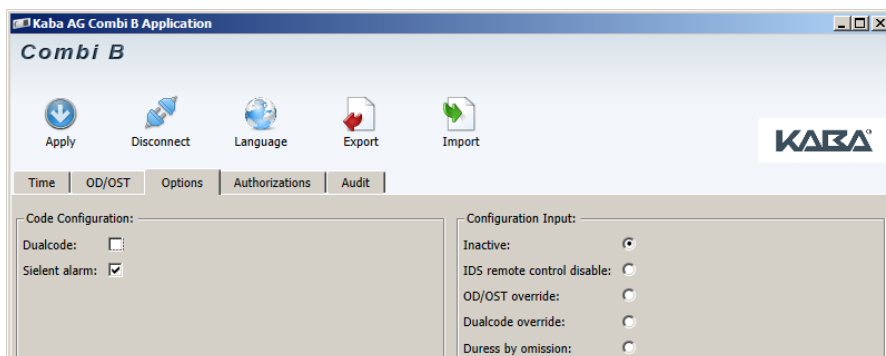 Kaba AG Combi B Application
Combi B
Apply Disconnect Language Export Import
KABA®
Time OD/OST Options Authorizations Audit
Code Configuration:
Dualcode:
Sielent alarm:
Configuration Input:
Inactive:
IDS remote control disable:
OD/OST override:
Dualcode override:
Duress by omission: